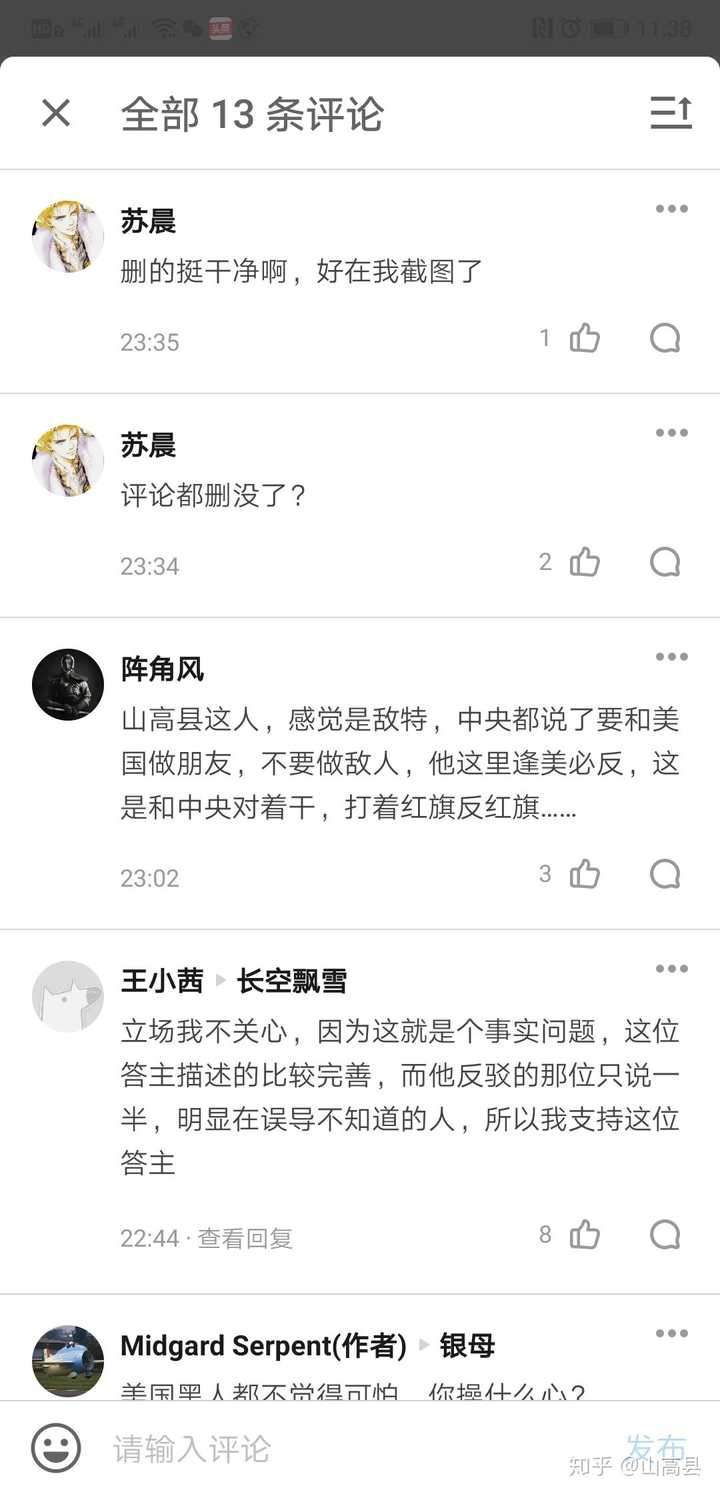 11:38
全部 13 条评论
苏晨
删的挺干净啊，好在我截图了
23:35
1
苏晨
评论都删没了？
23:34
2
阵角风
山高县这人，感觉是敌特，中央都说了要和美
国做朋友，不要做敌人，他这里逢美必反，这
是和中央对着干，打着红旗反红旗……
23:02
3
王小茜 长空飘雪
立场我不关心，因为这就是个事实问题，这位
答主描述的比较完善，而他反驳的那位只说一
半，明显在误导不知道的人，所以我支持这位
答主
22:44 · 查看回复
8
Midgard Serpent(作者) 银母
美国黑人都不觉得可怕，你操什么心？
请输入评论
发布
知乎 @山高县